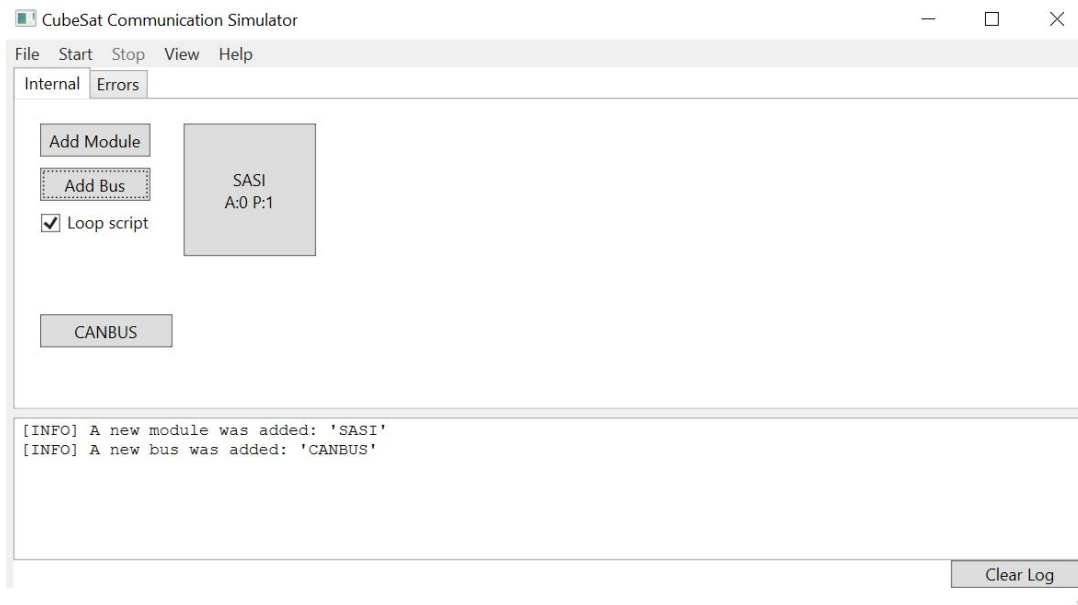 CubeSat Communication Simulator
File Start Stop View Help
Internal Errors
Add Module
Add Bus
Loop script
SASI
A:0 P:1
CANBUS
[INFO] A new module was added: 'SASI'
[INFO] A new bus was added: 'CANBUS'
Clear Log